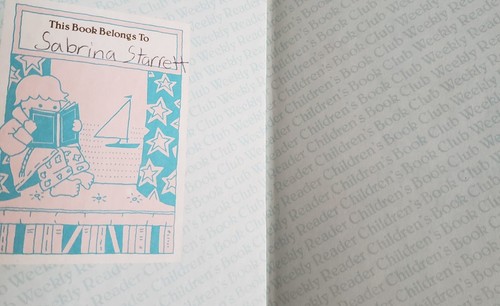 This Book Belongs To
Sabrina Starrett
Weekly Reader Children's Book Club